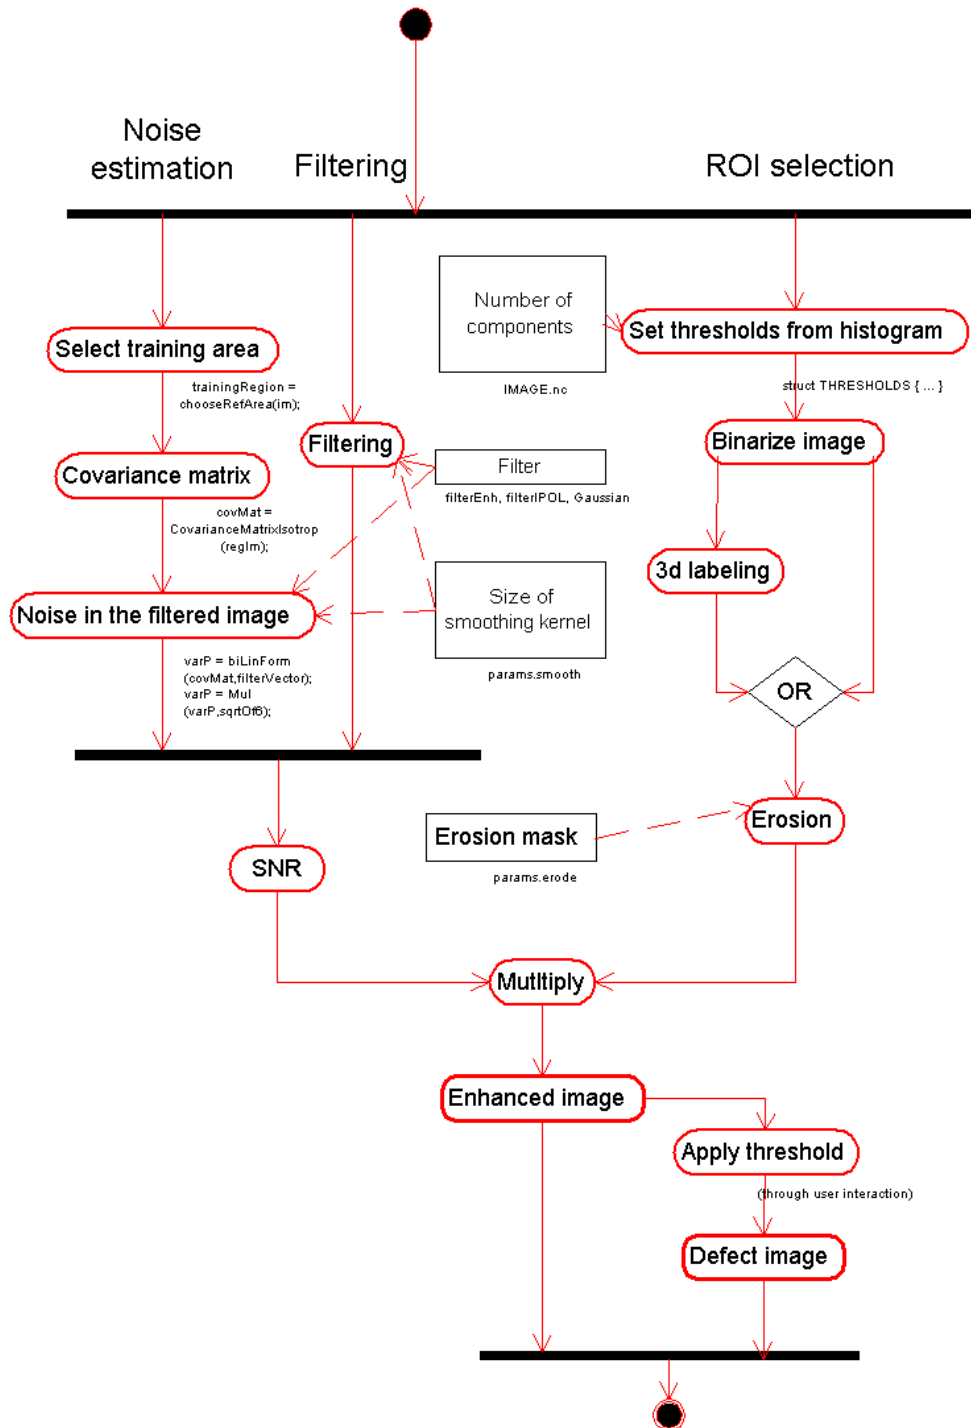 Noise
estimation
Filtering
ROI selection
Number of
components
IMAGE.nc
Set thresholds from histogram
struct THRESHOLDS { ... }
Select training area
trainingRegion =
chooseRefArea(im);
Filtering
Binarize image
Covariance matrix
covMat =
CovarianceMatrixIsotrop
(regIm);
Filter
filterEnh, filterIPOL, Gaussian
3d labeling
Noise in the filtered image
Size of
smoothing kernel
params.smooth
varP = biLinForm
(covMat,filterVector);
varP = Mul
(varP,sqrtOf6);
OR
Erosion mask
params.erode
Erosion
SNR
Mutltiply
Enhanced image
Apply threshold
(through user interaction)
Defect image